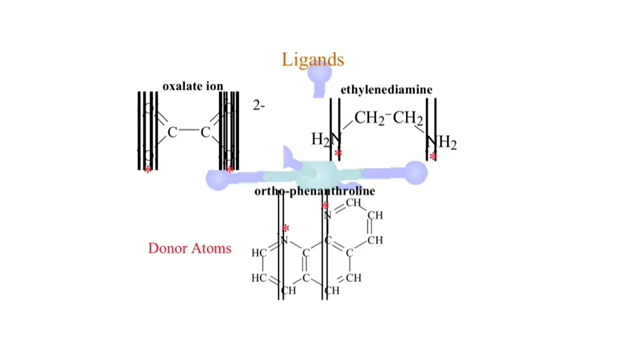 Ligands
oxalate ion
2-
C C
ethylenediamine
CH2-CH2
H2N NH2
ortho-phenanthroline
CH
N CH
N C CH
HC C C
HC C CH
CH CH
Donor Atoms